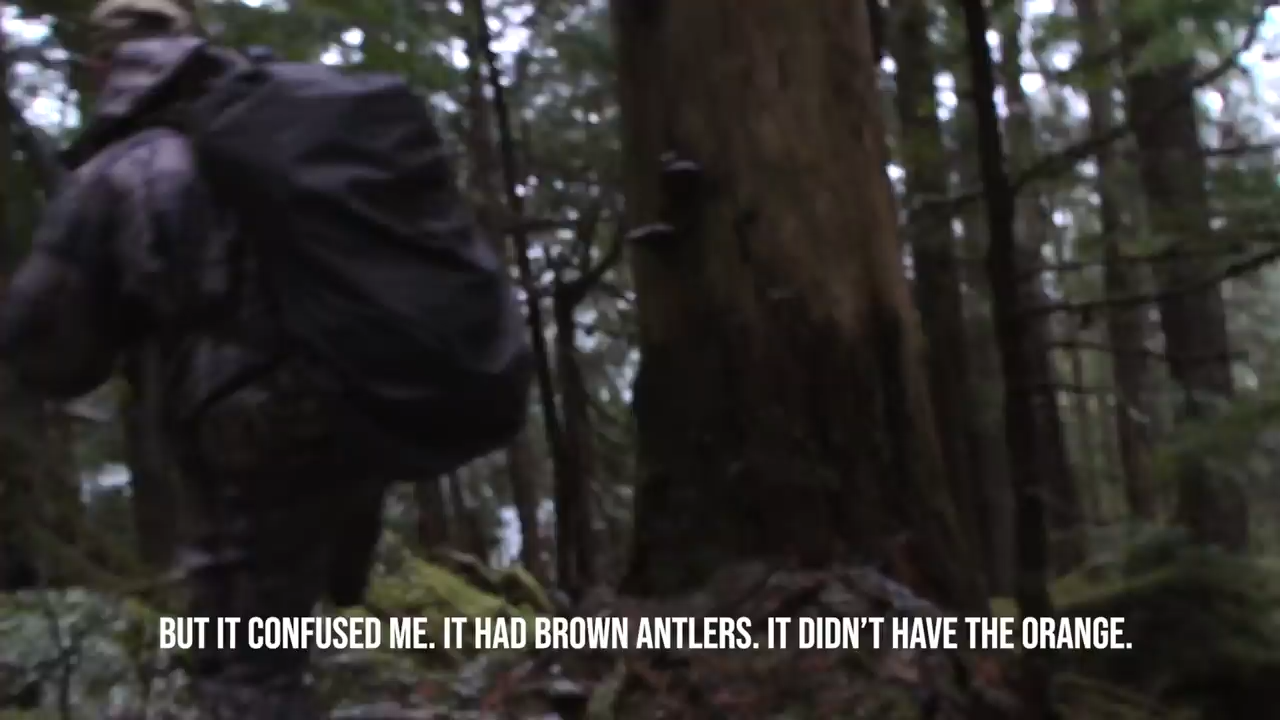 BUT IT CONFUSED ME. IT HAD BROWN ANTLERS. IT DIDN'T HAVE THE ORANGE.